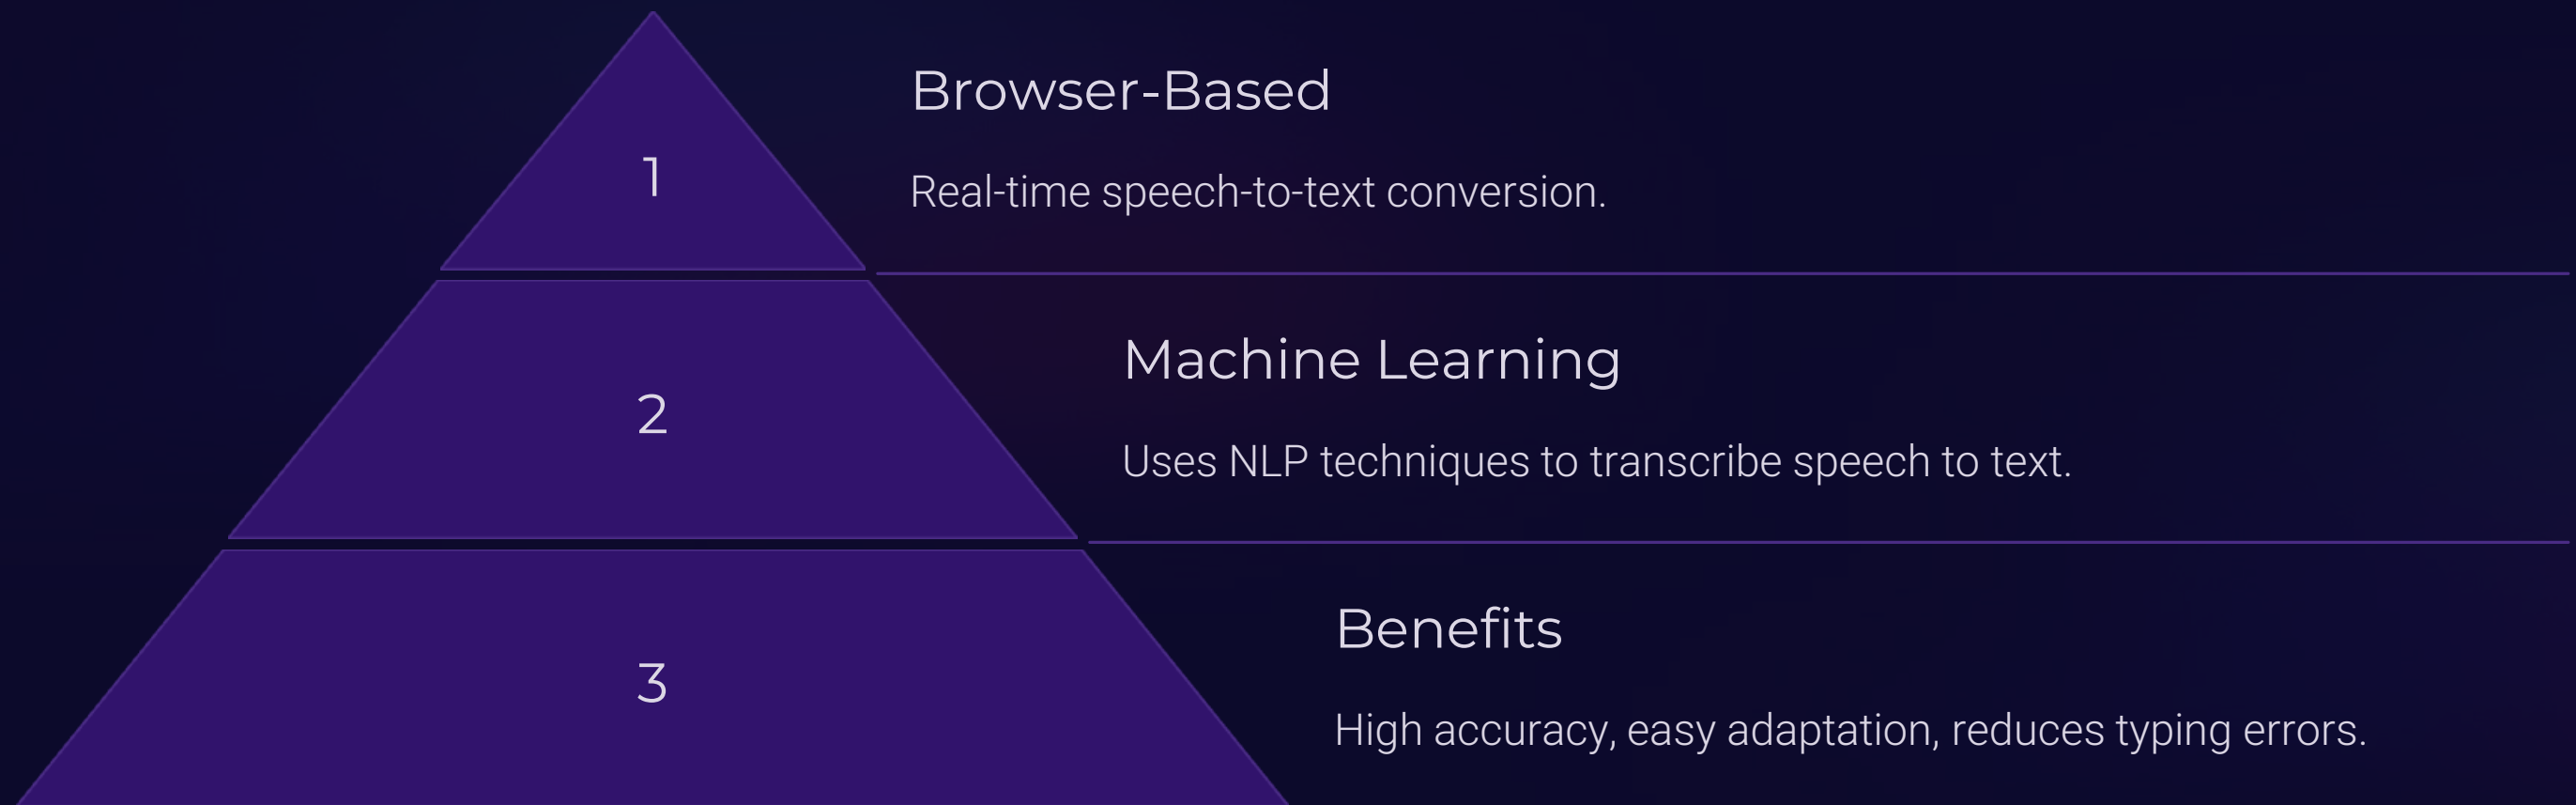 1
Browser-Based
Real-time speech-to-text conversion.
2
Machine Learning
Uses NLP techniques to transcribe speech to text.
3
Benefits
High accuracy, easy adaptation, reduces typing errors.